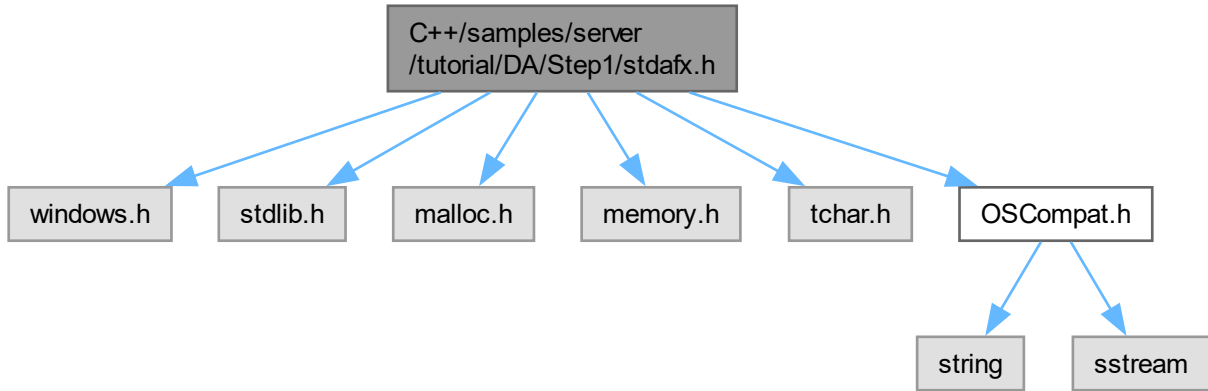 C++/samples/server
/tutorial/DA/Step1/stdafx.h
windows.h
stdlib.h
malloc.h
memory.h
tchar.h
OSCompat.h
string
sstream